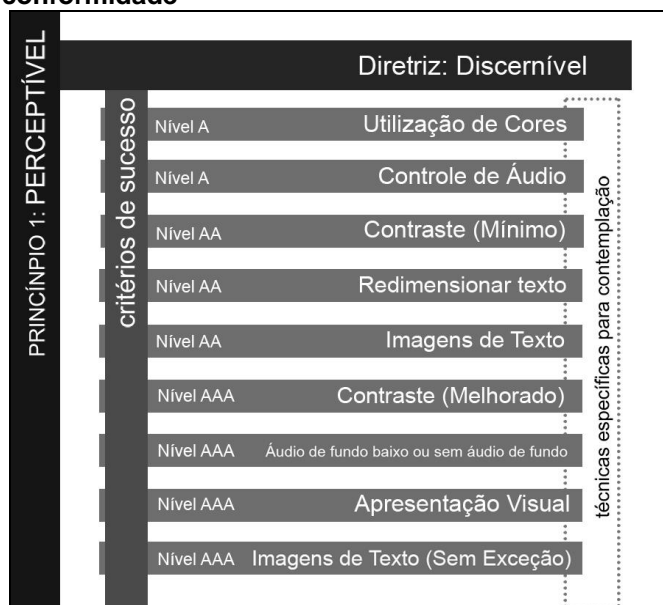 conformidade
PRINCÍNPIO 1: PERCEPTÍVEL
Diretriz: Discernível
critérios de sucesso
Nível A Utilização de Cores
Nível A Controle de Áudio
Nível AA Contraste (Mínimo)
Nível AA Redimensionar texto
Nível AA Imagens de Texto
Nível AAA Contraste (Melhorado)
Nível AAA Áudio de fundo baixo ou sem áudio de fundo
Nível AAA Apresentação Visual
Nível AAA Imagens de Texto (Sem Exceção)
técnicas específicas para contemplação